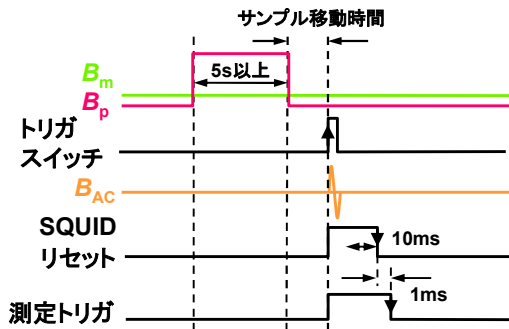 サンプル移動時間
5s以上
Bm
Bp
トリガ
スイッチ
BAC
SQUID
リセット
10ms
1ms
測定トリガ